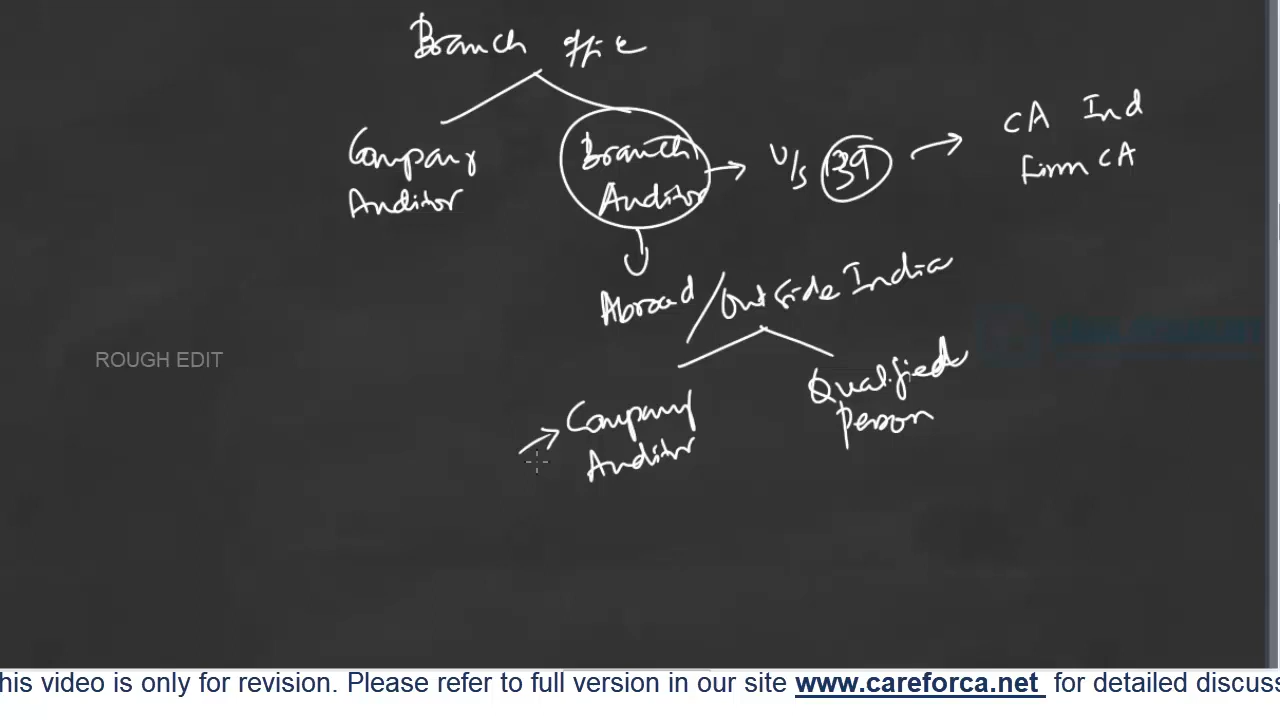 Branch office
Company
Auditor
Branch
Auditor
U/S 39
CA Ind
Firm CA
Abroad / Outside India
ROUGH EDIT
Company
Auditor
Qualified
person
his video is only for revision. Please refer to full version in our site www.careforca.net for detailed discuss